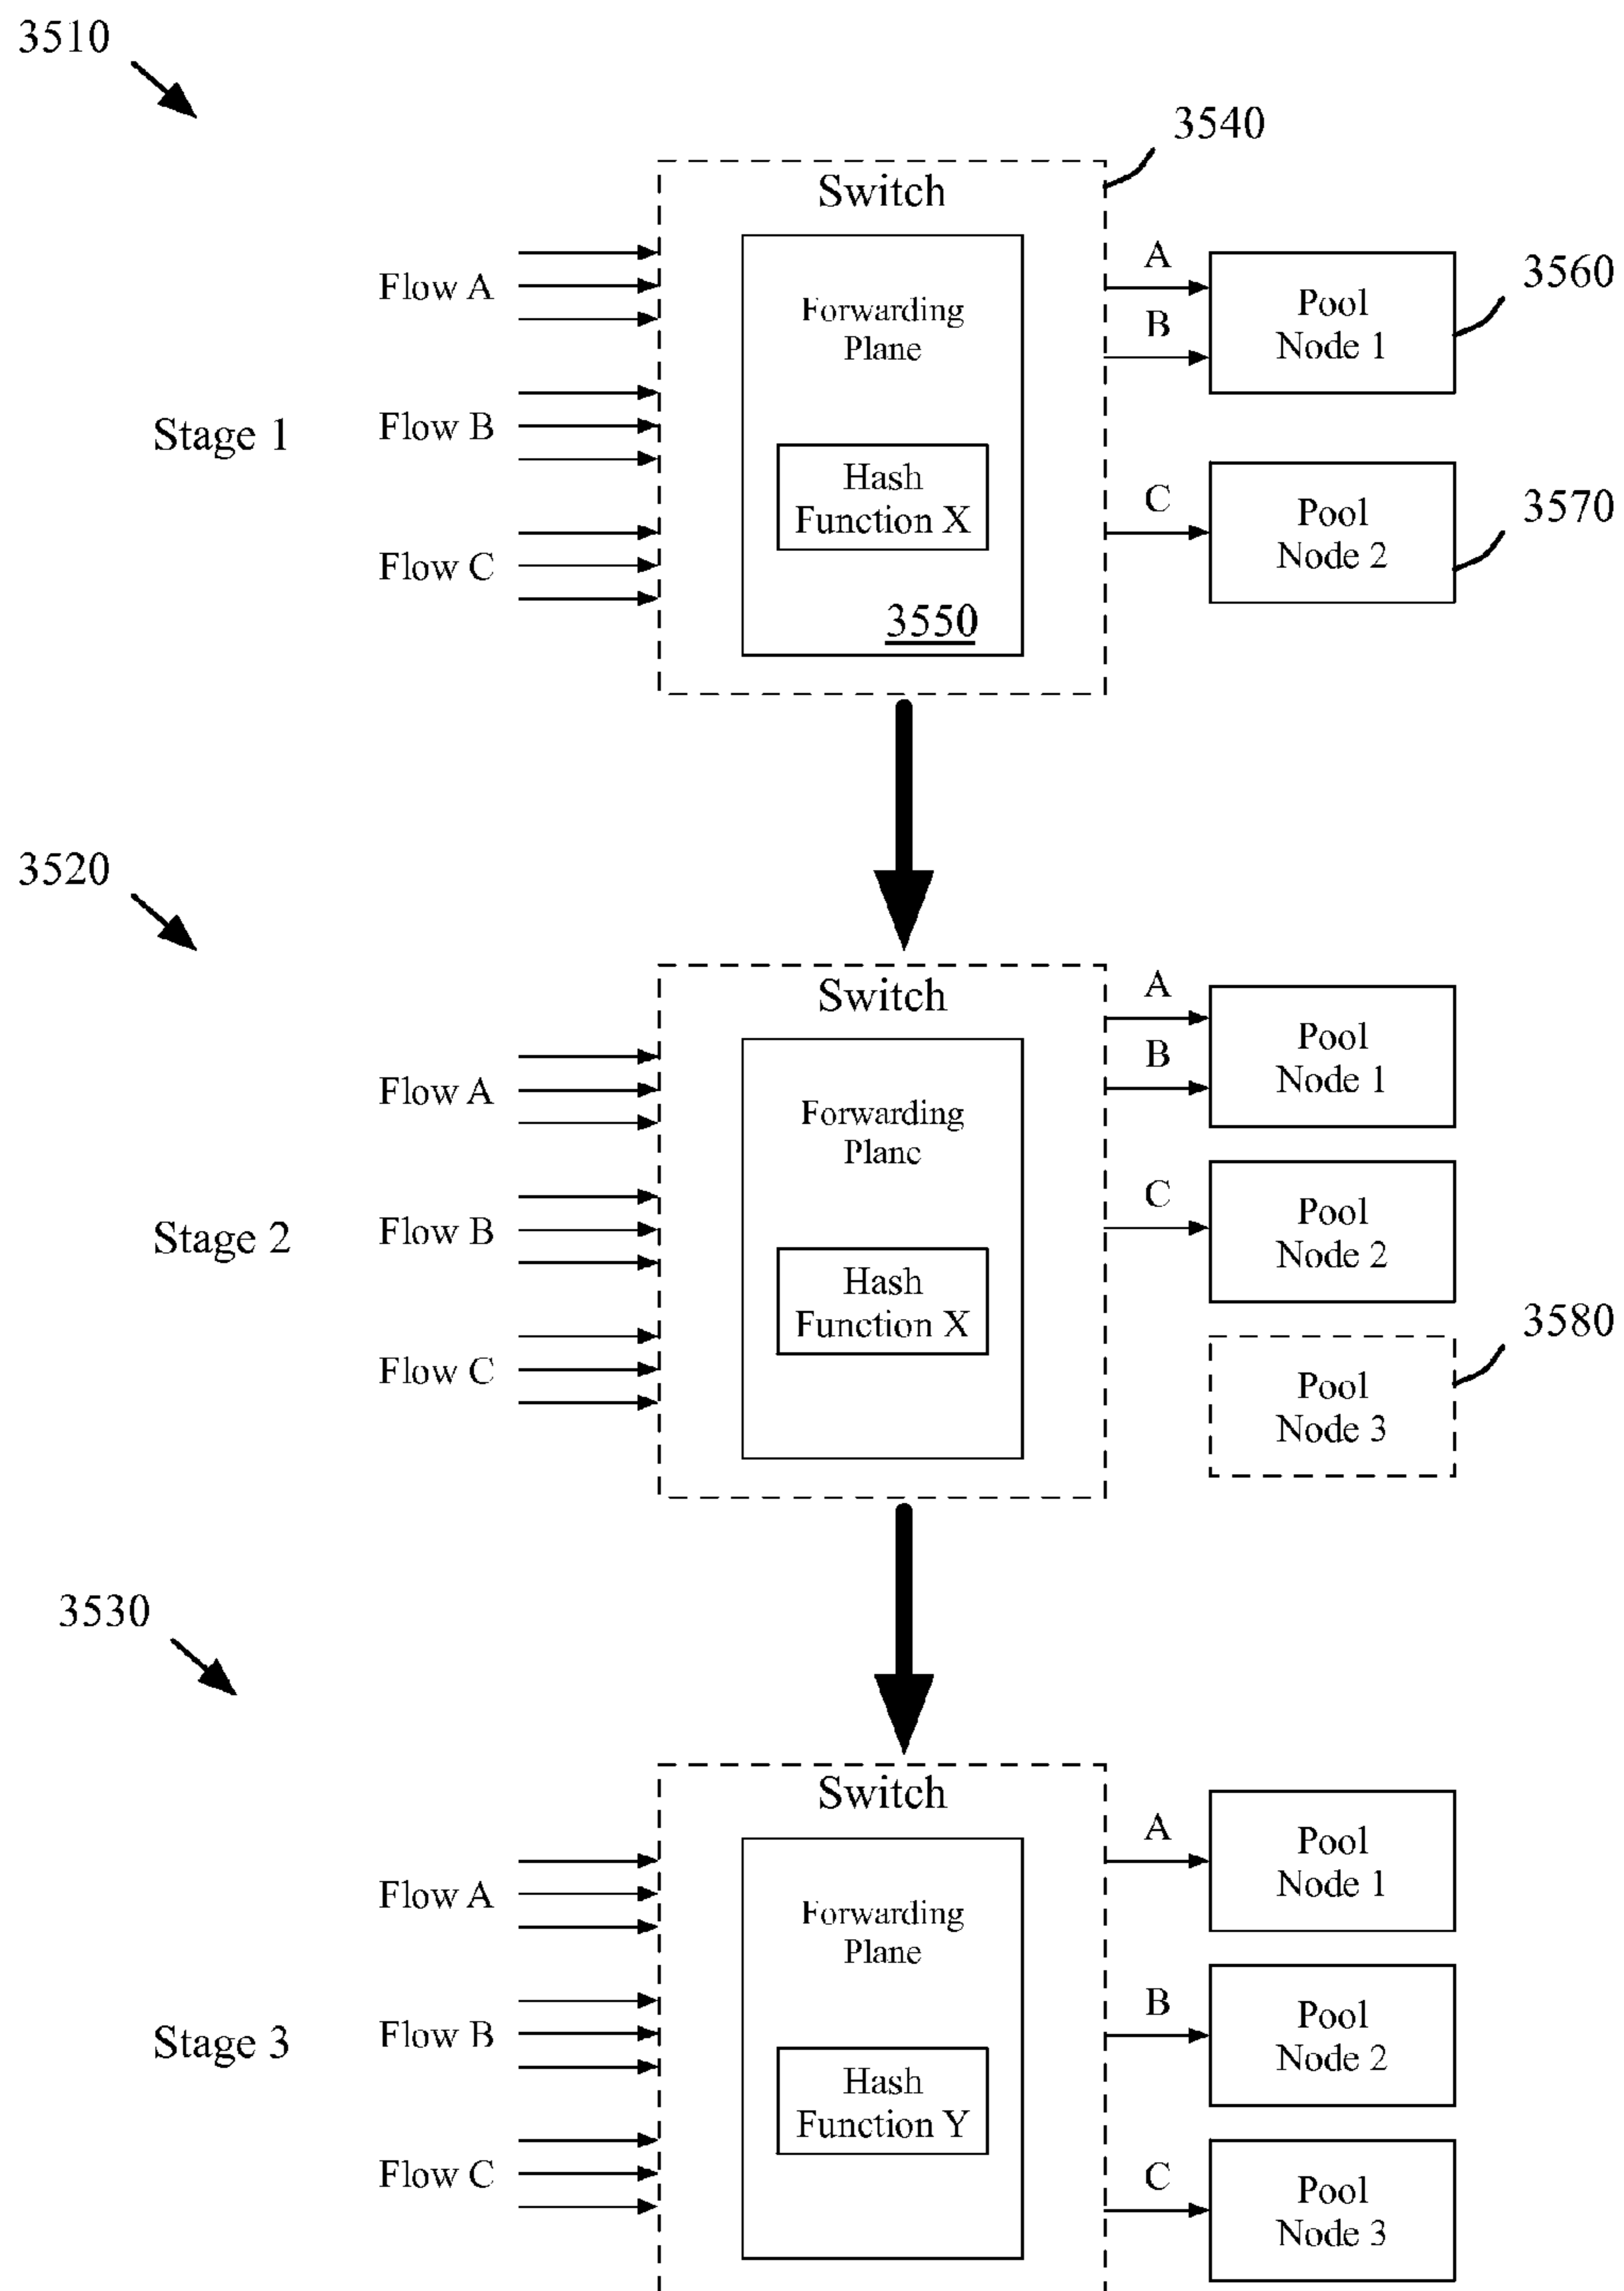 3510
3540
Switch
Flow A
Forwarding
Plane
A
B
Pool
Node 1
3560
Stage 1
Flow B
Hash
Function X
C
Pool
Node 2
3570
Flow C
3550
3520
Switch
Flow A
Forwarding
Plane
A
B
Pool
Node 1
Stage 2
Flow B
Hash
Function X
C
Pool
Node 2
Flow C
3580
Pool
Node 3
3530
Switch
Flow A
Forwarding
Plane
A
Pool
Node 1
Stage 3
Flow B
Hash
Function Y
B
Pool
Node 2
Flow C
C
Pool
Node 3